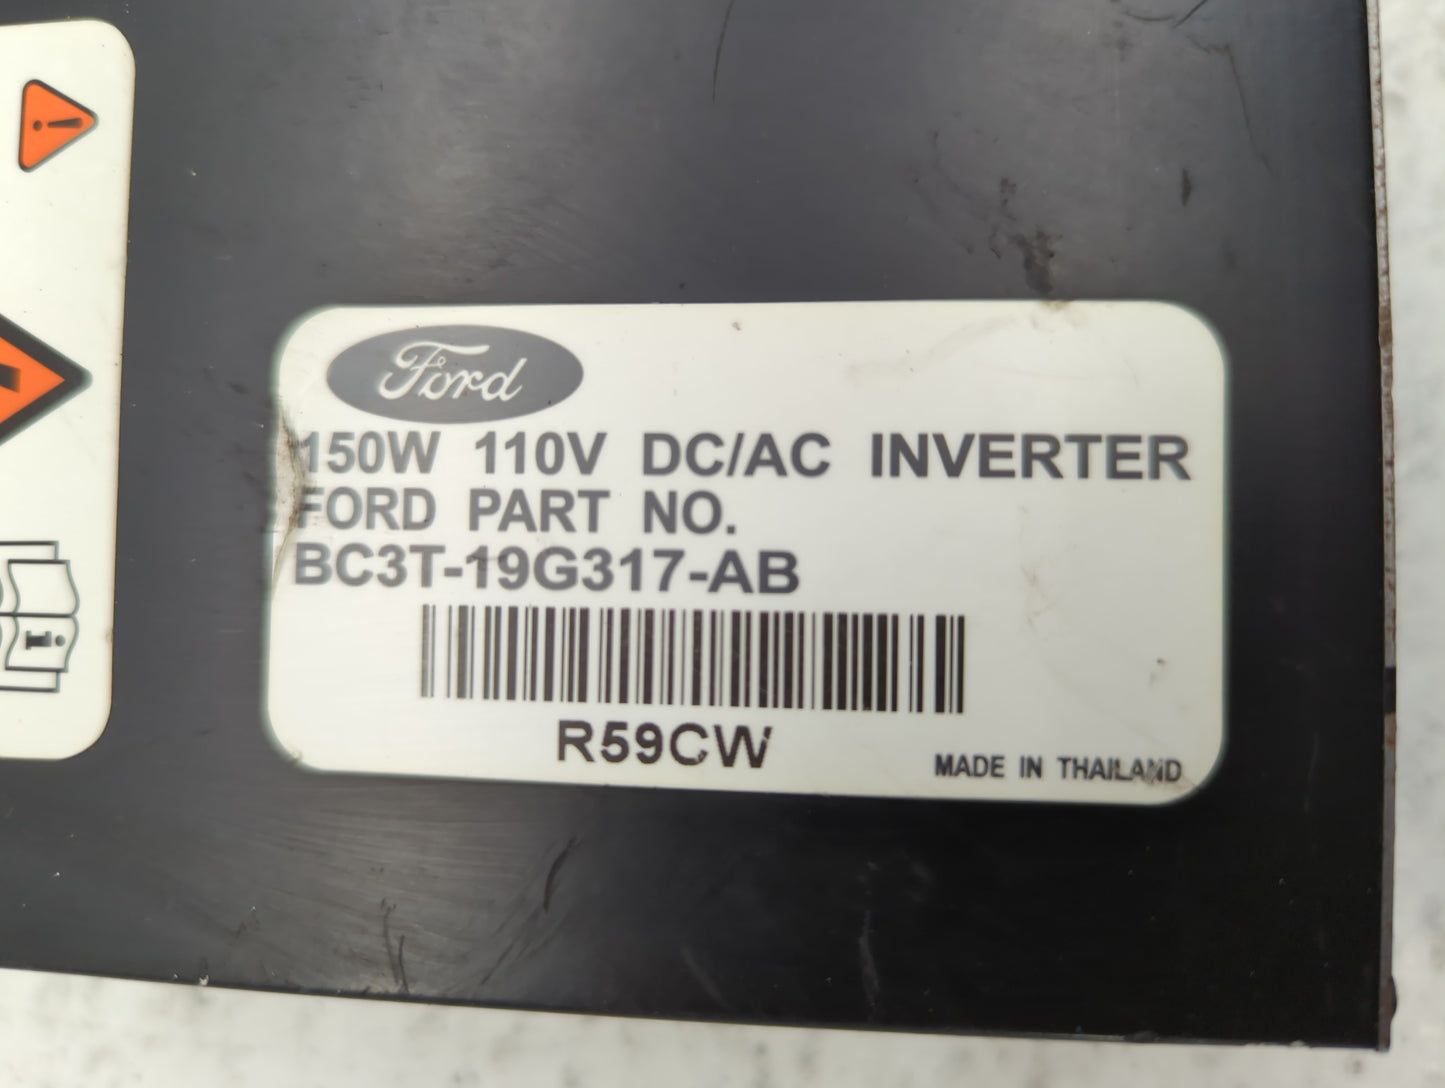 Ford
150W 110V DC/AC INVERTER
FORD PART NO.
BC3T-19G317-AB
R59CW
MADE IN THAILAND